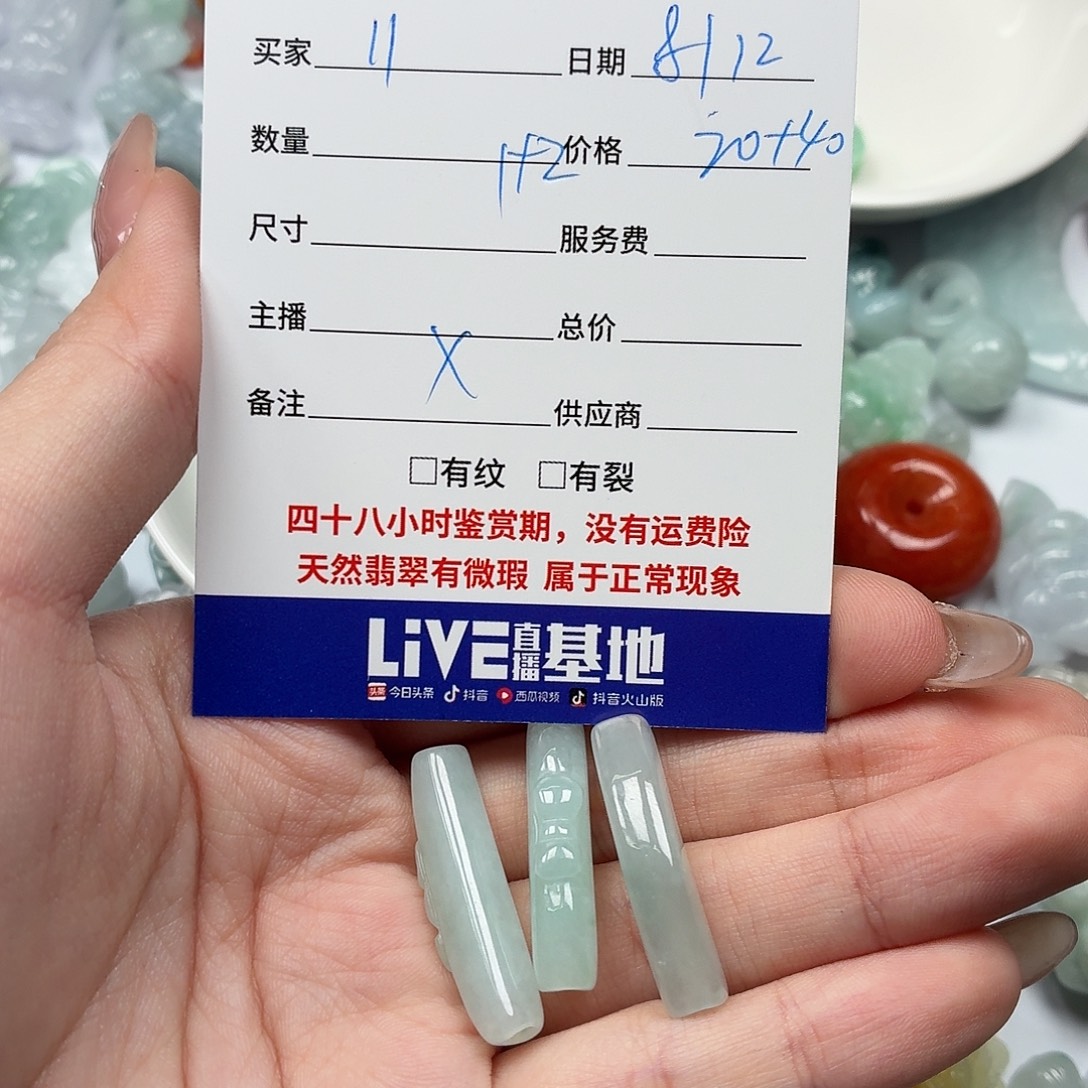 买家 11 日期 8/12
数量 1+2 价格 20+40
尺寸 服务费
主播 X 总价
备注 供应商
□有纹 □有裂
四十八小时鉴赏期，没有运费险
天然翡翠有微瑕 属于正常现象
LiVE直播基地
头条 今日头条 抖音 西瓜视频 抖音火山版